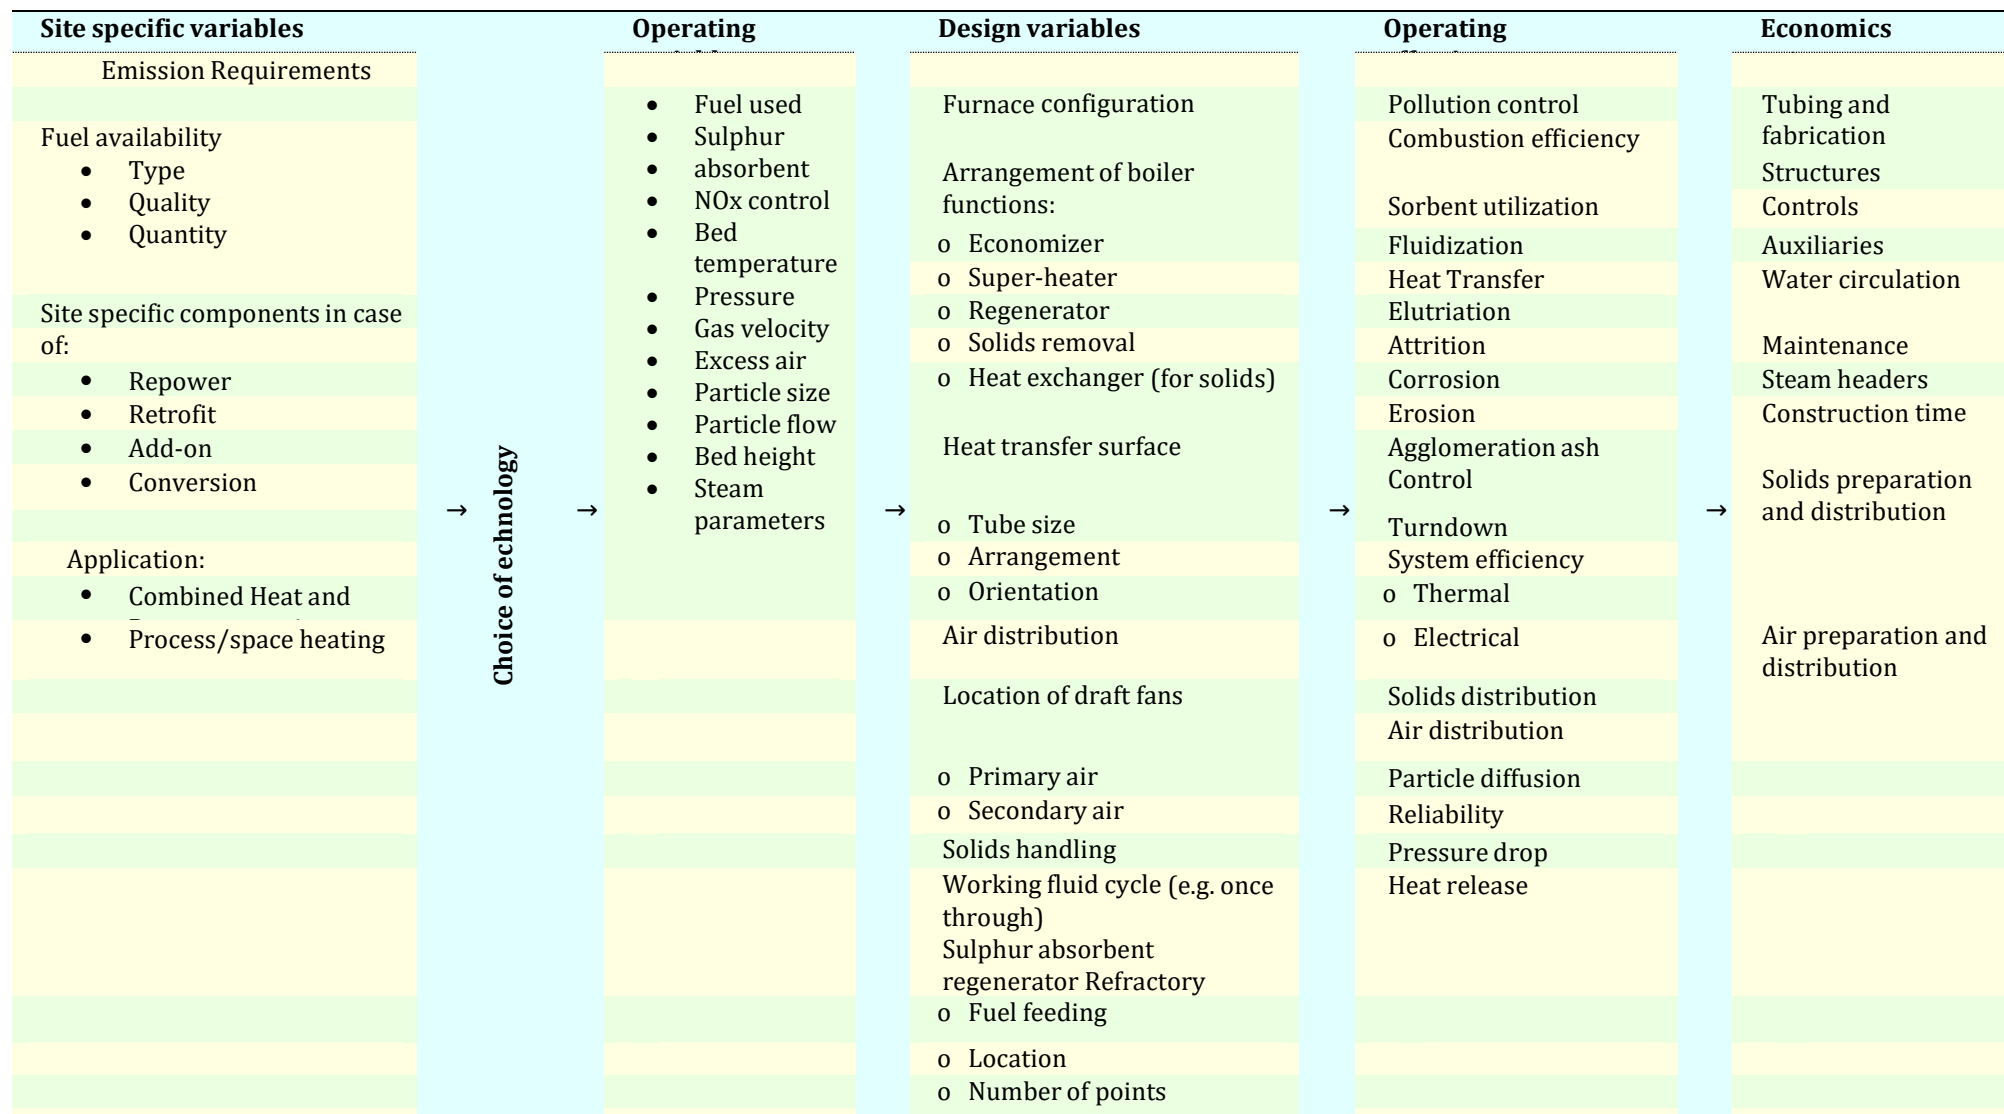 Site specific variables
Emission Requirements
Fuel availability
• Type
• Quality
• Quantity
Site specific components in case
of:
• Repower
• Retrofit
• Add-on
• Conversion
Application:
• Combined Heat and
• Process/space heating
→
Choice of echnology
→
Operating
• Fuel used
• Sulphur
• absorbent
• NOx control
• Bed
temperature
• Pressure
• Gas velocity
• Excess air
• Particle size
• Particle flow
• Bed height
• Steam
parameters
→
Design variables
Furnace configuration
Arrangement of boiler
functions:
o Economizer
o Super-heater
o Regenerator
o Solids removal
o Heat exchanger (for solids)
Heat transfer surface
o Tube size
o Arrangement
o Orientation
Air distribution
Location of draft fans
o Primary air
o Secondary air
Solids handling
Working fluid cycle (e.g. once
through)
Sulphur absorbent
regenerator Refractory
o Fuel feeding
o Location
o Number of points
→
Operating
Pollution control
Combustion efficiency
Sorbent utilization
Fluidization
Heat Transfer
Elutriation
Attrition
Corrosion
Erosion
Agglomeration ash
Control
Turndown
System efficiency
o Thermal
o Electrical
Solids distribution
Air distribution
Particle diffusion
Reliability
Pressure drop
Heat release
→
Economics
Tubing and
fabrication
Structures
Controls
Auxiliaries
Water circulation
Maintenance
Steam headers
Construction time
Solids preparation
and distribution
Air preparation and
distribution